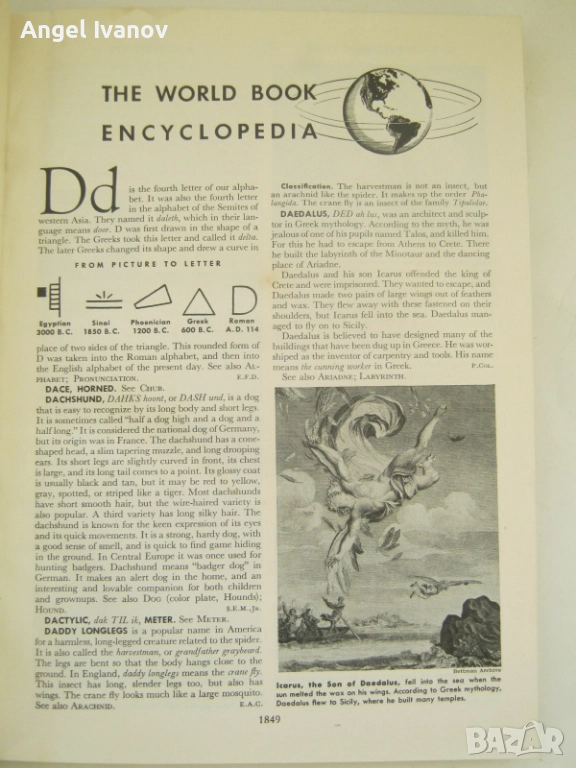 Angel Ivanov
THE WORLD BOOK
ENCYCLOPEDIA
Dd is the fourth letter of our alpha-
bet. It was also the fourth letter
in the alphabet of the Semites of
western Asia. They named it daleth, which in their lan-
guage means door. D was first drawn in the shape of a
triangle. The Greeks took this letter and called it delta.
The later Greeks changed its shape and drew a curve in
FROM PICTURE TO LETTER
Egyptian Sinai Phoenician Greek Roman
3000 B.C. 1850 B.C. 1200 B.C. 600 B.C. A.D. 114
place of two sides of the triangle. This rounded form of
D was taken into the Roman alphabet, and then into
the English alphabet of the present day. See also AL-
PHABET; PRONUNCIATION. E.F.D.
DACE, HORNED. See CHUB.
DACHSHUND, DAHKS hoont, or DASH und, is a dog
that is easy to recognize by its long body and short legs.
It is sometimes called "half a dog high and a dog and a
half long." It is considered the national dog of Germany,
but its origin was in France. The dachshund has a cone-
shaped head, a slim tapering muzzle, and long drooping
ears. Its short legs are slightly curved in front, its chest
is large, and its long tail comes to a point. Its glossy coat
is usually black and tan, but it may be red to yellow,
gray, spotted, or striped like a tiger. Most dachshunds
have short smooth hair, but the wire-haired variety is
also popular. A third variety has long silky hair. The
dachshund is known for the keen expression of its eyes
and its quick movements. It is a strong, hardy dog, with
a good sense of smell, and is quick to find game hiding
in the ground. In Central Europe it was once used for
hunting badgers. Dachshund means "badger dog" in
German. It makes an alert dog in the home, and an
interesting and lovable companion for both children
and grownups. See also DOG (color plate, Hounds);
HOUND. S.E.M.,JR.
DACTYLIC, dak TIL ik, METER. See METER.
DADDY LONGLEGS is a popular name in America
for a harmless, long-legged creature related to the spider.
It is also called the harvestman, or grandfather graybeard.
The legs are bent so that the body hangs close to the
ground. In England, daddy longlegs means the crane fly.
This insect has long, slender legs too, but also has
wings. The crane fly looks much like a large mosquito.
See also ARACHNID. E.A.C.
Classification. The harvestman is not an insect, but
an arachnid like the spider. It makes up the order Pha-
langida. The crane fly is an insect of the family Tipulidae.
DAEDALUS, DED ah lus, was an architect and sculp-
tor in Greek mythology. According to the myth, he was
jealous of one of his pupils named Talos, and killed him.
For this he had to escape from Athens to Crete. There
he built the labyrinth of the Minotaur and the dancing
place of Ariadne.
Daedalus and his son Icarus offended the king of
Crete and were imprisoned. They wanted to escape, and
Daedalus made two pairs of large wings out of feathers
and wax. They flew away with these fastened on their
shoulders, but Icarus fell into the sea. Daedalus man-
aged to fly on to Sicily.
Daedalus is believed to have designed many of the
buildings that have been dug up in Greece. He was wor-
shiped as the inventor of carpentry and tools. His name
means the cunning worker in Greek. P.COL.
See also ARIADNE; LABYRINTH.
Bettmann Archive
Icarus, the Son of Daedalus, fell into the sea when the
sun melted the wax on his wings. According to Greek mythology,
Daedalus flew to Sicily, where he built many temples.
1849
BAZAR